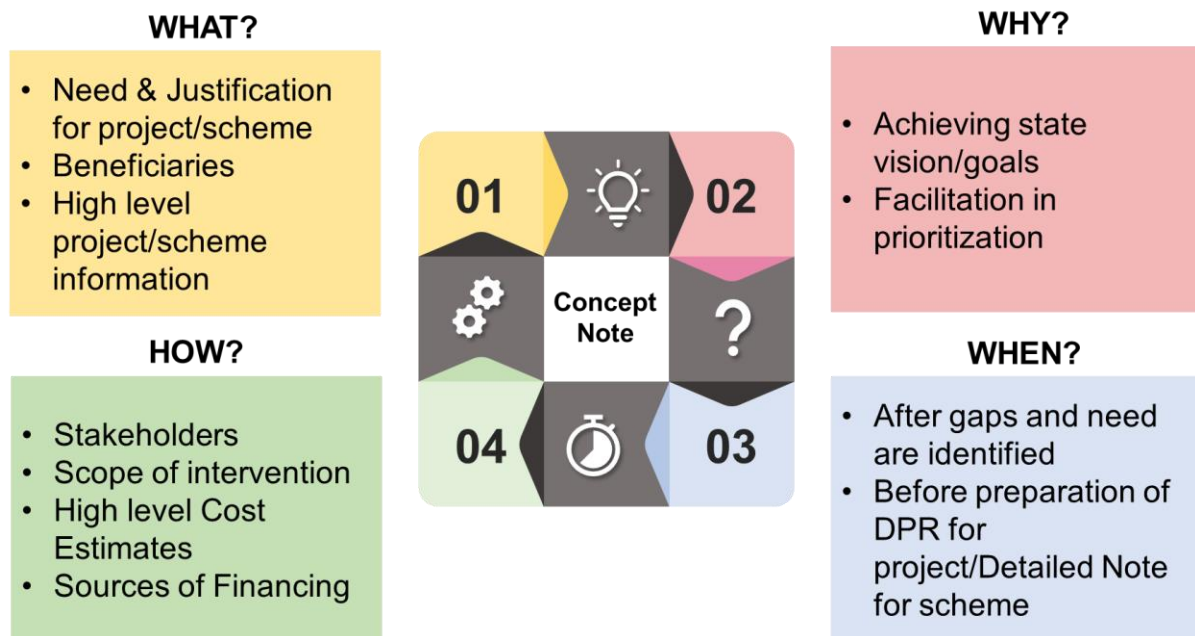 WHAT?
• Need & Justification
for project/scheme
• Beneficiaries
• High level
project/scheme
information
WHY?
• Achieving state
vision/goals
• Facilitation in
prioritization
01
02
Concept
Note
?
04
03
HOW?
• Stakeholders
• Scope of intervention
• High level Cost
Estimates
• Sources of Financing
WHEN?
• After gaps and need
are identified
• Before preparation of
DPR for
project/Detailed Note
for scheme